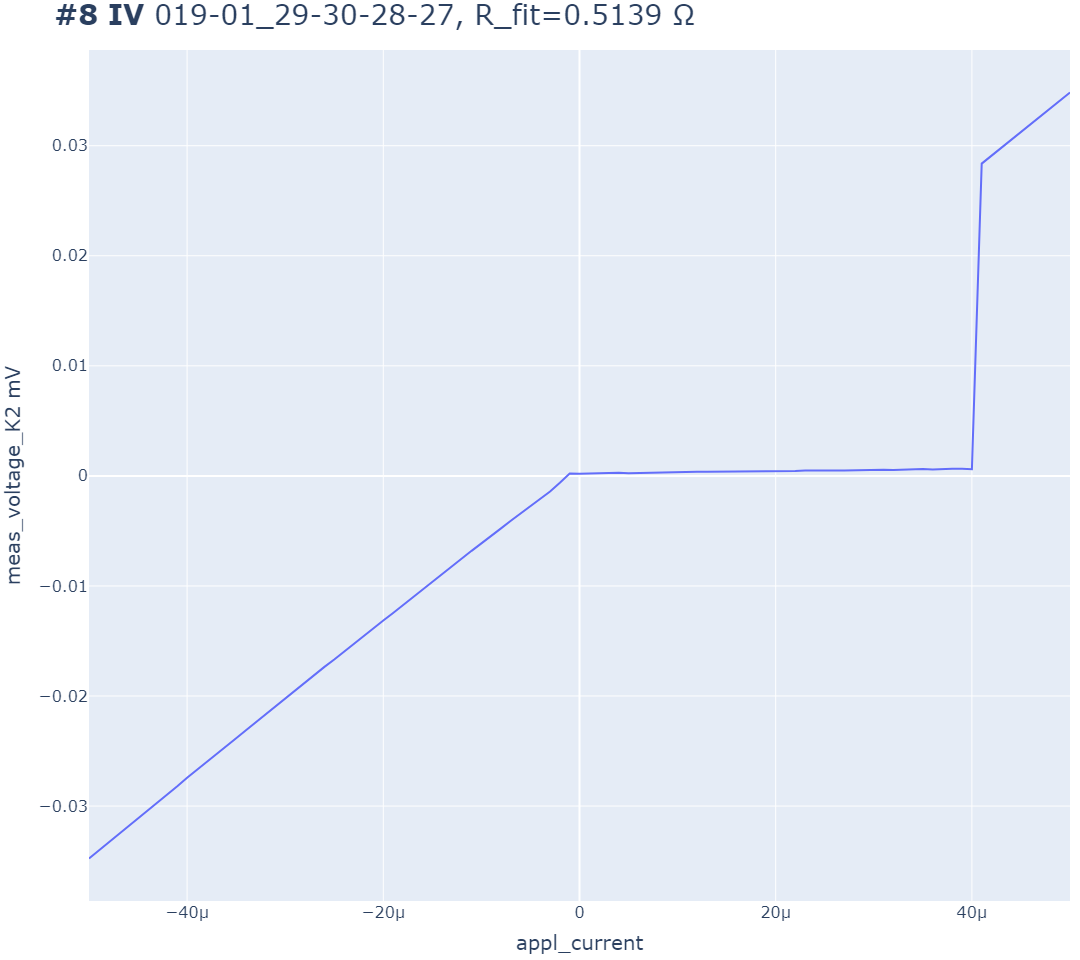 #8 IV 019-01_29-30-28-27, R_fit=0.5139 Ω
meas_voltage_K2 mV
0.03
0.02
0.01
0
−0.01
−0.02
−0.03
−40μ
−20μ
0
20μ
40μ
appl_current